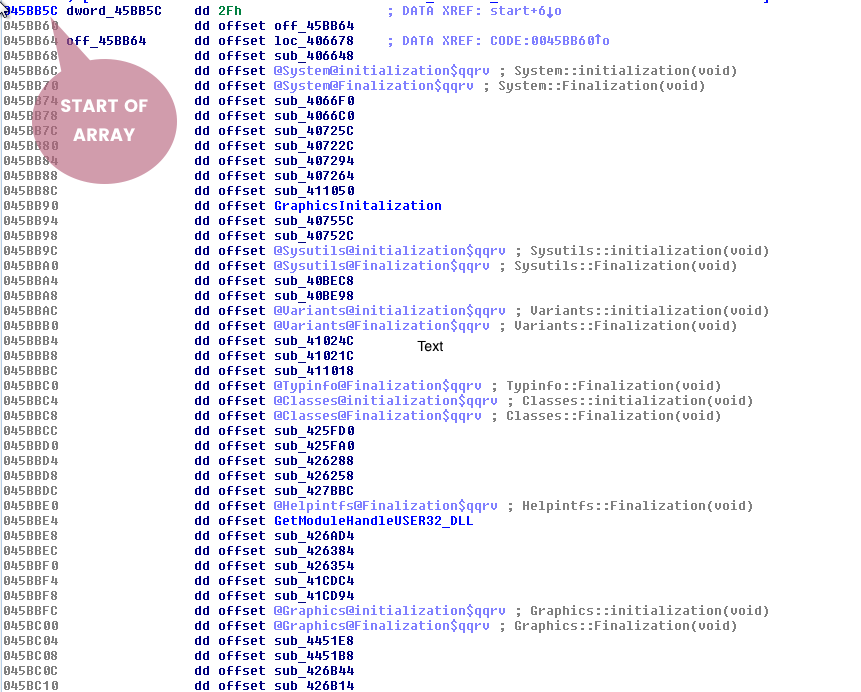 045BB5C dword_45BB5C dd 2Fh ; DATA XREF: start+6↓o
045BB60 dd offset off_45BB64
045BB64 off_45BB64 dd offset loc_406678 ; DATA XREF: CODE:0045BB60↑o
045BB68 dd offset sub_406648
045BB6C dd offset @System@initialization$qqrv ; System::initialization(void)
045BB70 dd offset @System@Finalization$qqrv ; System::Finalization(void)
045BB74 dd offset sub_4066F0
START OF
ARRAY
045BB78 dd offset sub_4066C0
045BB7C dd offset sub_40725C
045BB80 dd offset sub_40722C
045BB84 dd offset sub_407294
045BB88 dd offset sub_407264
045BB8C dd offset sub_411050
045BB90 dd offset GraphicsInitalization
045BB94 dd offset sub_40755C
045BB98 dd offset sub_40752C
045BB9C dd offset @Sysutils@initialization$qqrv ; Sysutils::initialization(void)
045BBA0 dd offset @Sysutils@Finalization$qqrv ; Sysutils::Finalization(void)
045BBA4 dd offset sub_40BEC8
045BBA8 dd offset sub_40BE98
045BBAC dd offset @Variants@initialization$qqrv ; Variants::initialization(void)
045BBB0 dd offset @Variants@Finalization$qqrv ; Variants::Finalization(void)
045BBB4 dd offset sub_41024C
Text
045BBB8 dd offset sub_41021C
045BBBC dd offset sub_411018
045BBC0 dd offset @Typinfo@Finalization$qqrv ; Typinfo::Finalization(void)
045BBC4 dd offset @Classes@initialization$qqrv ; Classes::initialization(void)
045BBC8 dd offset @Classes@Finalization$qqrv ; Classes::Finalization(void)
045BBCC dd offset sub_425FD0
045BBD0 dd offset sub_425FA0
045BBD4 dd offset sub_426288
045BBD8 dd offset sub_426258
045BBDC dd offset sub_427BBC
045BBE0 dd offset @Helpintfs@Finalization$qqrv ; Helpintfs::Finalization(void)
045BBE4 dd offset GetModuleHandleUSER32_DLL
045BBE8 dd offset sub_426AD4
045BBEC dd offset sub_426384
045BBF0 dd offset sub_426354
045BBF4 dd offset sub_41CDC4
045BBF8 dd offset sub_41CD94
045BBFC dd offset @Graphics@initialization$qqrv ; Graphics::initialization(void)
045BC00 dd offset @Graphics@Finalization$qqrv ; Graphics::Finalization(void)
045BC04 dd offset sub_4451E8
045BC08 dd offset sub_4451B8
045BC0C dd offset sub_426B44
045BC10 dd offset sub_426B14